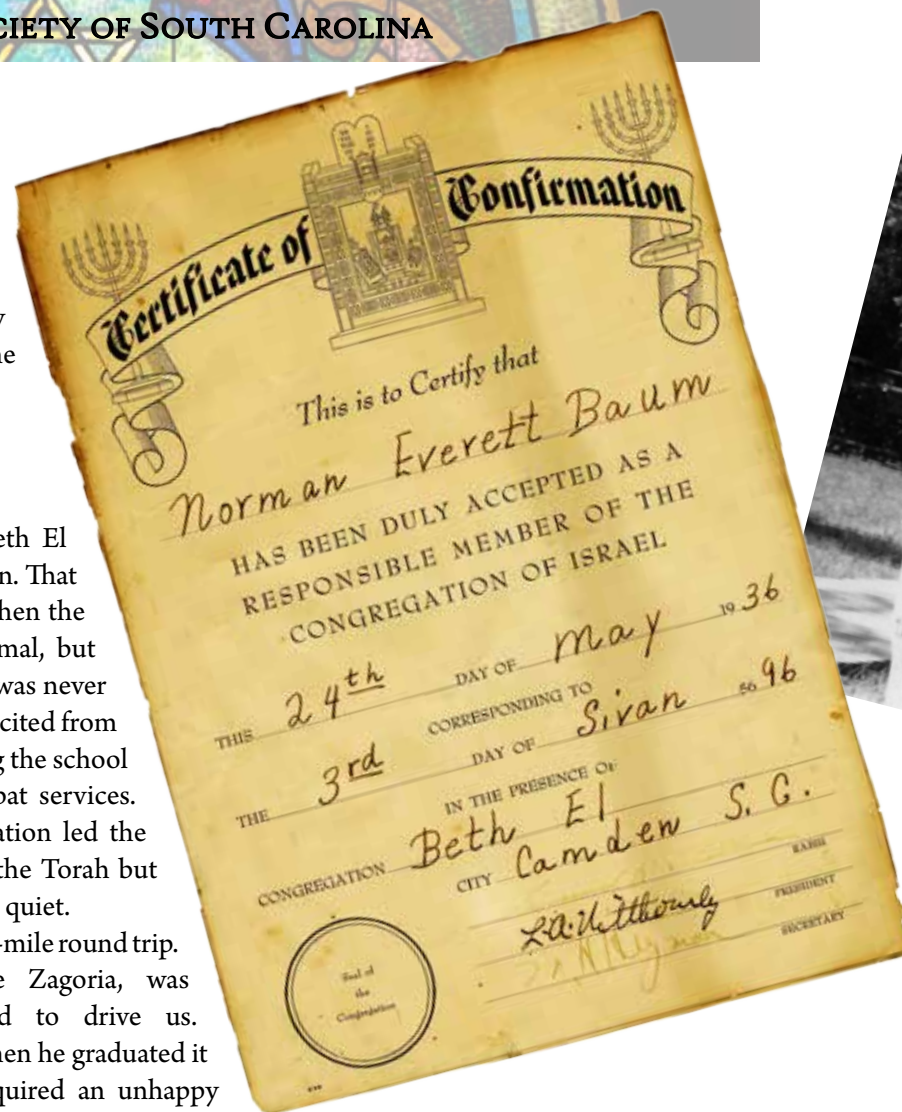 CIETY OF SOUTH CAROLINA
Certificate of Confirmation
This is to Certify that
Norman Everett Baum
HAS BEEN DULY ACCEPTED AS A
RESPONSIBLE MEMBER OF THE
CONGREGATION OF ISRAEL
THIS 24th DAY OF May 1936
CORRESPONDING TO
THE 3rd DAY OF Sivan 5696
IN THE PRESENCE OF
CONGREGATION Beth El
CITY Camden S. C.
RABBI
PRESIDENT
SECRETARY
Seal of
the
Congregation
y
ne
eth El
n. That
hen the
mal, but
was never
cited from
g the school
bat services.
ation led the
the Torah but
quiet.
-mile round trip.
e Zagoria, was
d to drive us.
hen he graduated it
quired an unhappy